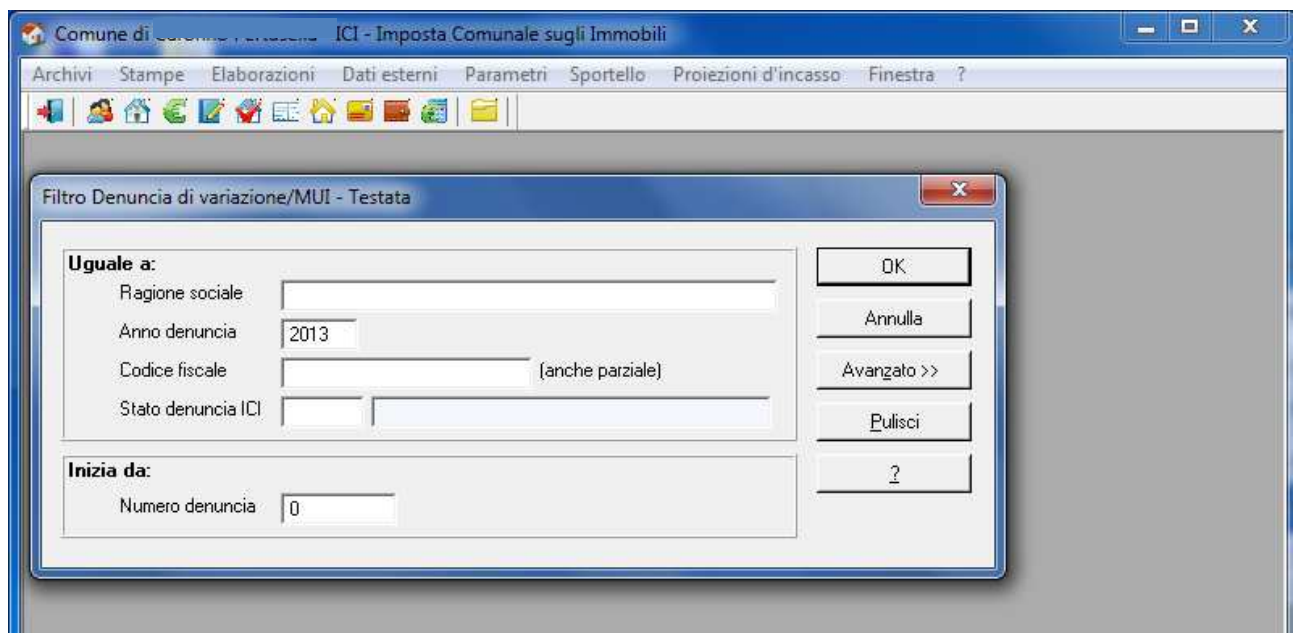 Comune di ICI - Imposta Comunale sugli Immobili
Archivi Stampe Elaborazioni Dati esterni Parametri Sportello Proiezioni d'incasso Finestra ?
Filtro Denuncia di variazione/MUI - Testata
Uguale a:
Ragione sociale
Anno denuncia 2013
Codice fiscale (anche parziale)
Stato denuncia ICI
Inizia da:
Numero denuncia 0
OK
Annulla
Avanzato >>
Pulisci
?